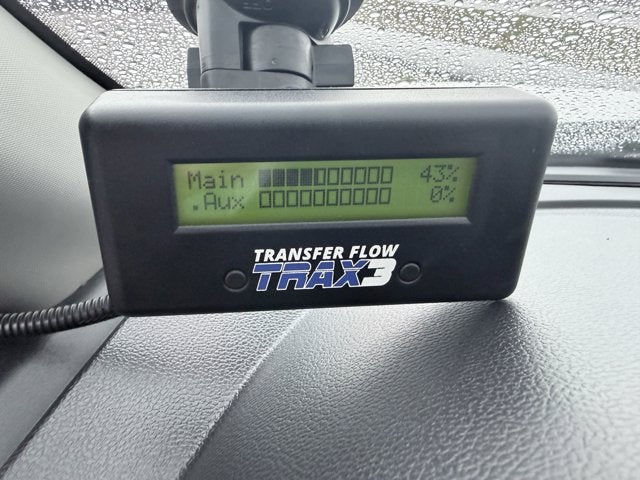 Main 43%
.Aux 0%
TRANSFER FLOW
TRAX3